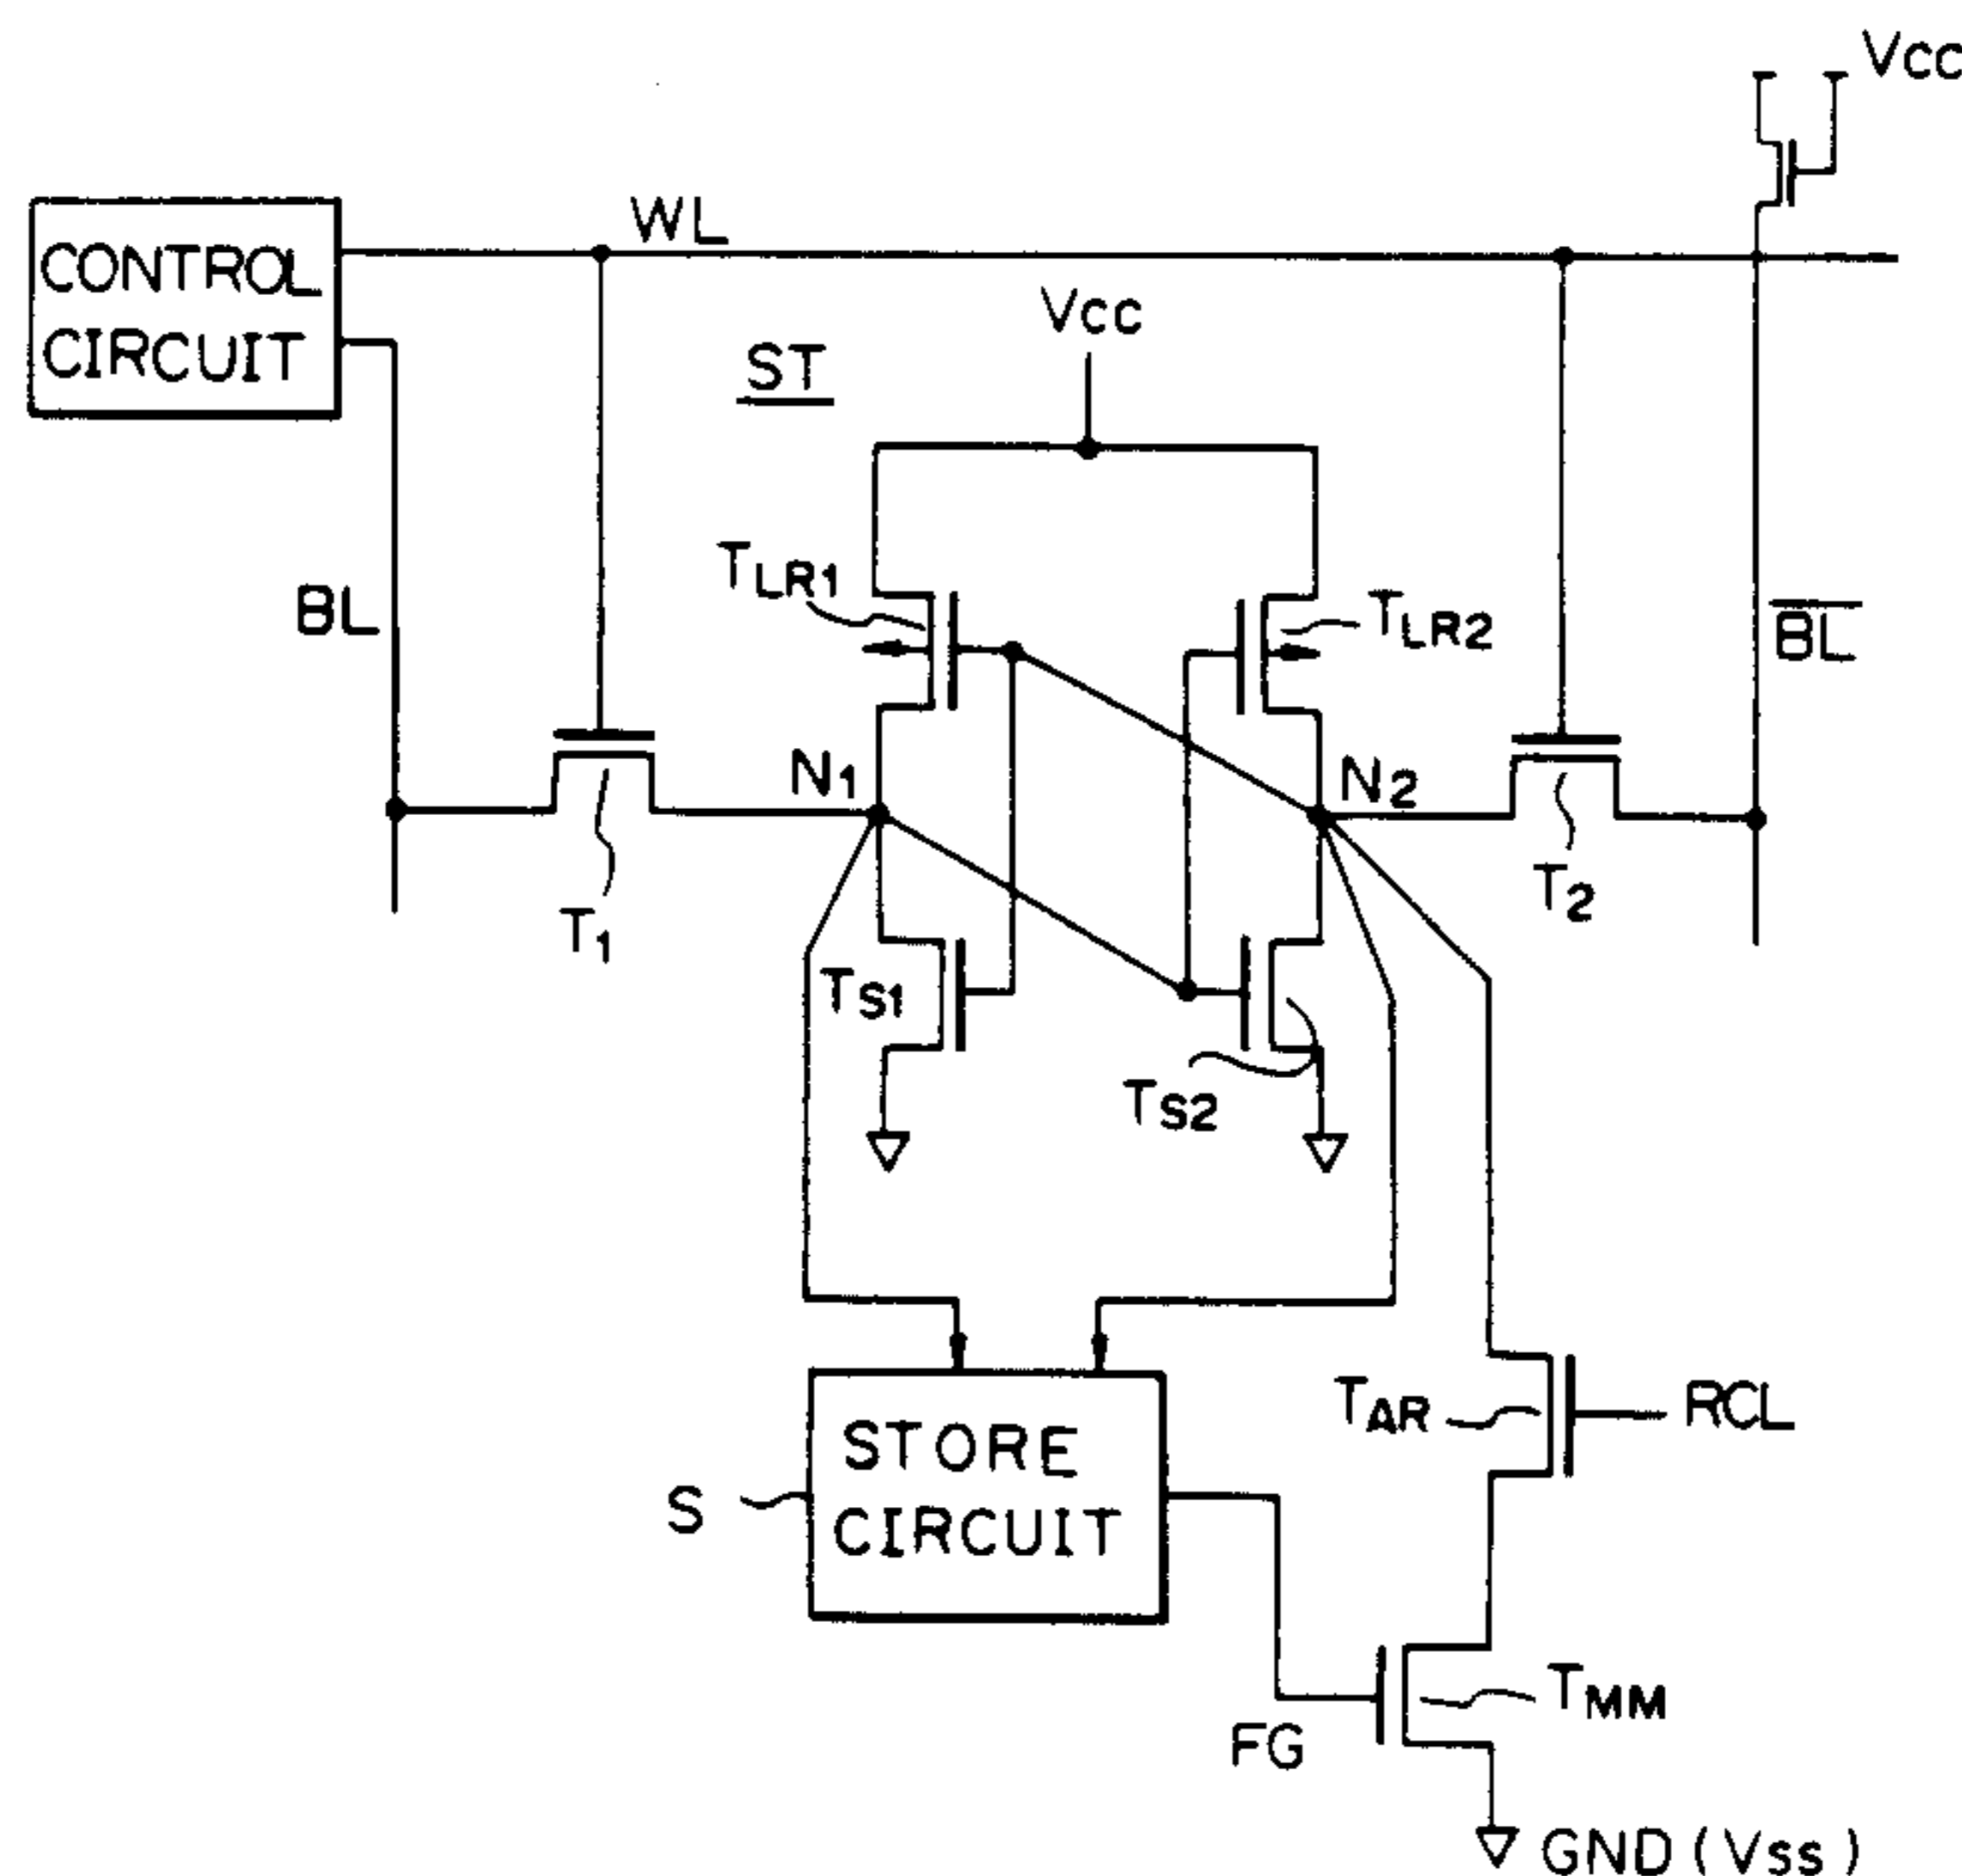 Vcc
WL
CONTROL
CIRCUIT
Vcc
ST
TLR1
TLR2
BL
B̅L̅
N1
N2
T1
T2
TS1
TS2
TAR
RCL
STORE
CIRCUIT
S
TMM
FG
GND (Vss)